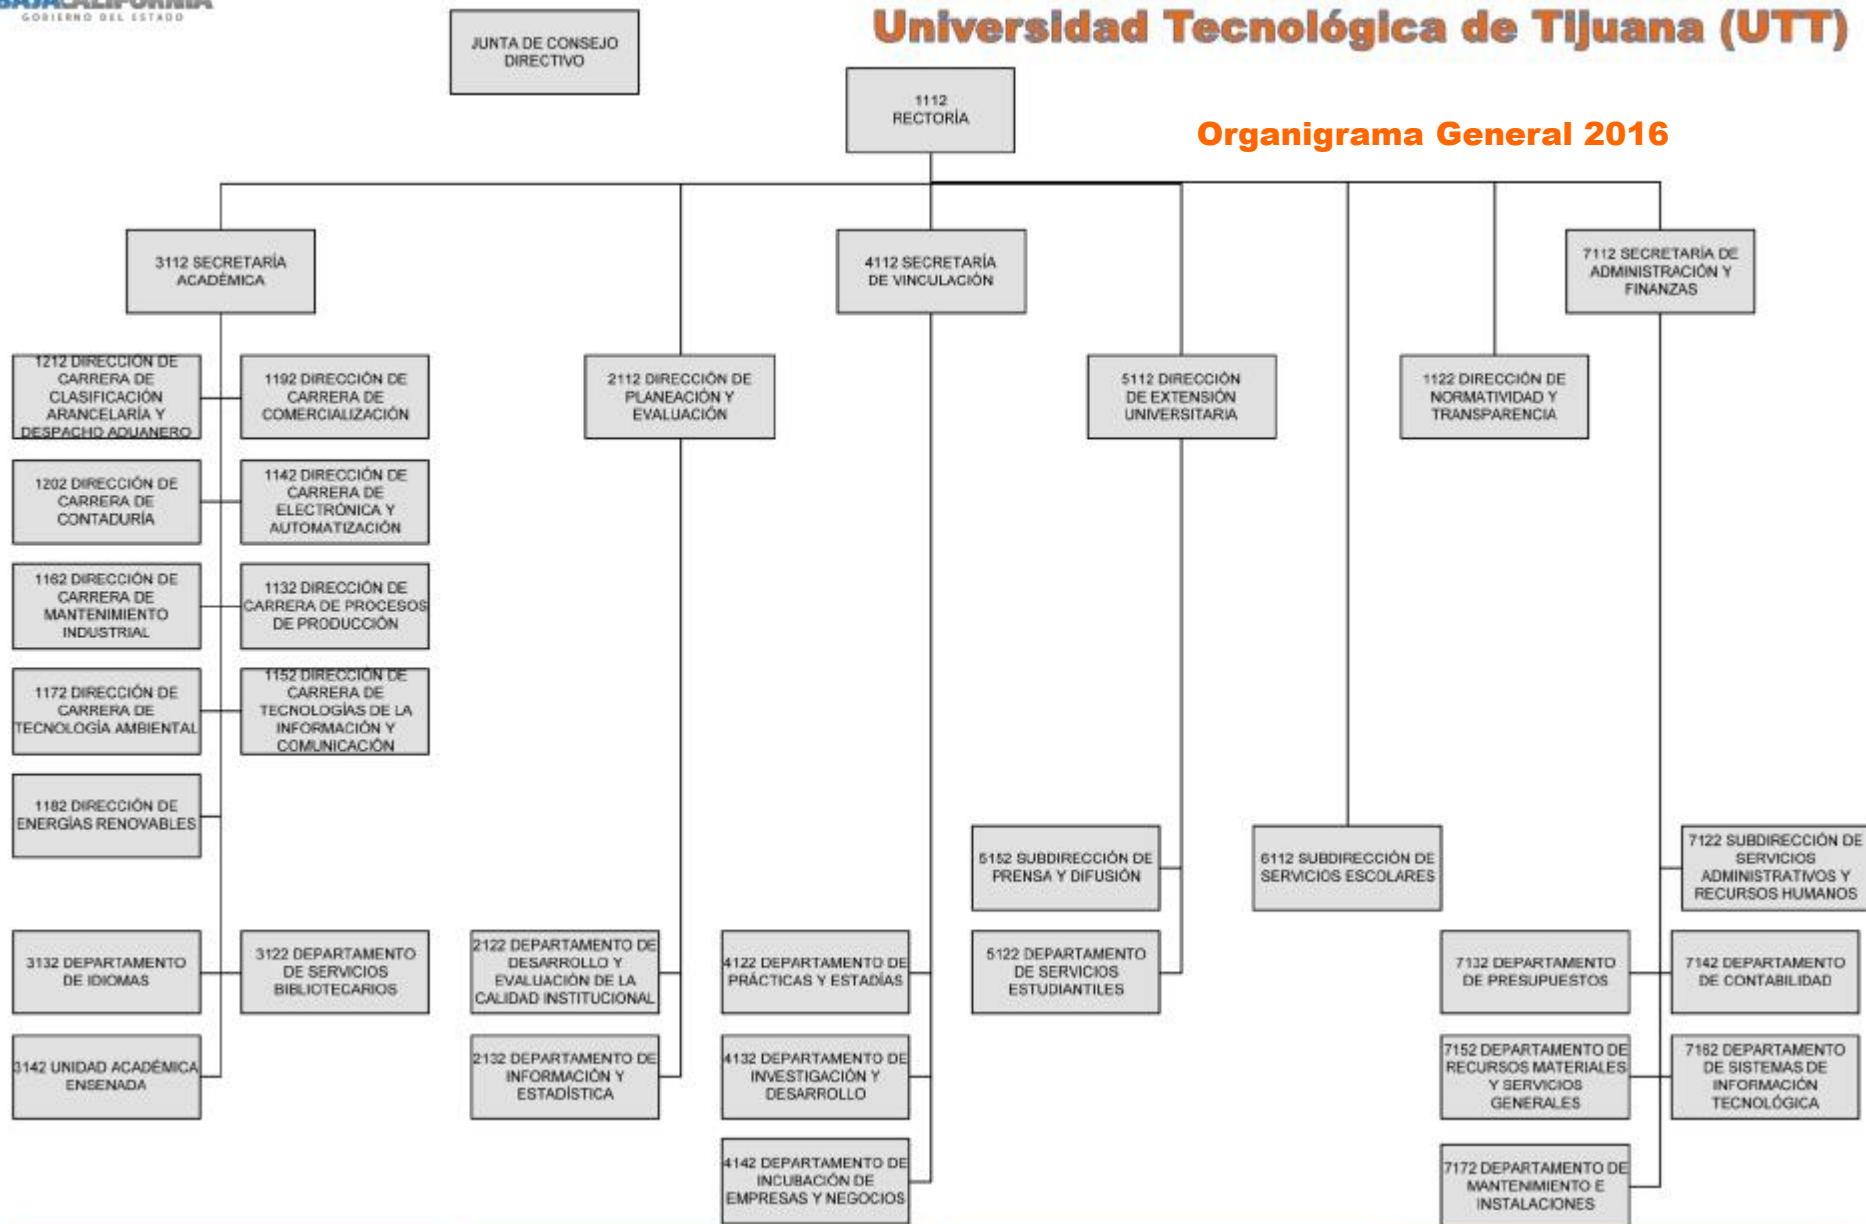 BAJACALIFORNIA
GOBIERNO DEL ESTADO
Universidad Tecnológica de Tijuana (UTT)
Organigrama General 2016
JUNTA DE CONSEJO
DIRECTIVO
1112
RECTORÍA
3112 SECRETARÍA
ACADÉMICA
4112 SECRETARÍA
DE VINCULACIÓN
7112 SECRETARÍA DE
ADMINISTRACIÓN Y
FINANZAS
1212 DIRECCIÓN DE
CARRERA DE
CLASIFICACIÓN
ARANCELARÍA Y
DESPACHO ADUANERO
1192 DIRECCIÓN DE
CARRERA DE
COMERCIALIZACIÓN
2112 DIRECCIÓN DE
PLANEACIÓN Y
EVALUACIÓN
5112 DIRECCIÓN
DE EXTENSIÓN
UNIVERSITARIA
1122 DIRECCIÓN DE
NORMATIVIDAD Y
TRANSPARENCIA
1202 DIRECCIÓN DE
CARRERA DE
CONTADURÍA
1142 DIRECCIÓN DE
CARRERA DE
ELECTRÓNICA Y
AUTOMATIZACIÓN
1162 DIRECCIÓN DE
CARRERA DE
MANTENIMIENTO
INDUSTRIAL
1132 DIRECCIÓN DE
CARRERA DE PROCESOS
DE PRODUCCIÓN
1172 DIRECCIÓN DE
CARRERA DE
TECNOLOGÍA AMBIENTAL
1152 DIRECCIÓN DE
CARRERA DE
TECNOLOGÍAS DE LA
INFORMACIÓN Y
COMUNICACIÓN
1182 DIRECCIÓN DE
ENERGÍAS RENOVABLES
5152 SUBDIRECCIÓN DE
PRENSA Y DIFUSIÓN
6112 SUBDIRECCIÓN DE
SERVICIOS ESCOLARES
7122 SUBDIRECCIÓN DE
SERVICIOS
ADMINISTRATIVOS Y
RECURSOS HUMANOS
3132 DEPARTAMENTO
DE IDIOMAS
3122 DEPARTAMENTO
DE SERVICIOS
BIBLIOTECARIOS
2122 DEPARTAMENTO DE
DESARROLLO Y
EVALUACIÓN DE LA
CALIDAD INSTITUCIONAL
4122 DEPARTAMENTO DE
PRÁCTICAS Y ESTADÍAS
5122 DEPARTAMENTO
DE SERVICIOS
ESTUDIANTILES
7132 DEPARTAMENTO
DE PRESUPUESTOS
7142 DEPARTAMENTO
DE CONTABILIDAD
3142 UNIDAD ACADÉMICA
ENSENADA
2132 DEPARTAMENTO DE
INFORMACIÓN Y
ESTADÍSTICA
4132 DEPARTAMENTO DE
INVESTIGACIÓN Y
DESARROLLO
7152 DEPARTAMENTO DE
RECURSOS MATERIALES
Y SERVICIOS
GENERALES
7162 DEPARTAMENTO
DE SISTEMAS DE
INFORMACIÓN
TECNOLÓGICA
4142 DEPARTAMENTO DE
INCUBACIÓN DE
EMPRESAS Y NEGOCIOS
7172 DEPARTAMENTO DE
MANTENIMIENTO E
INSTALACIONES